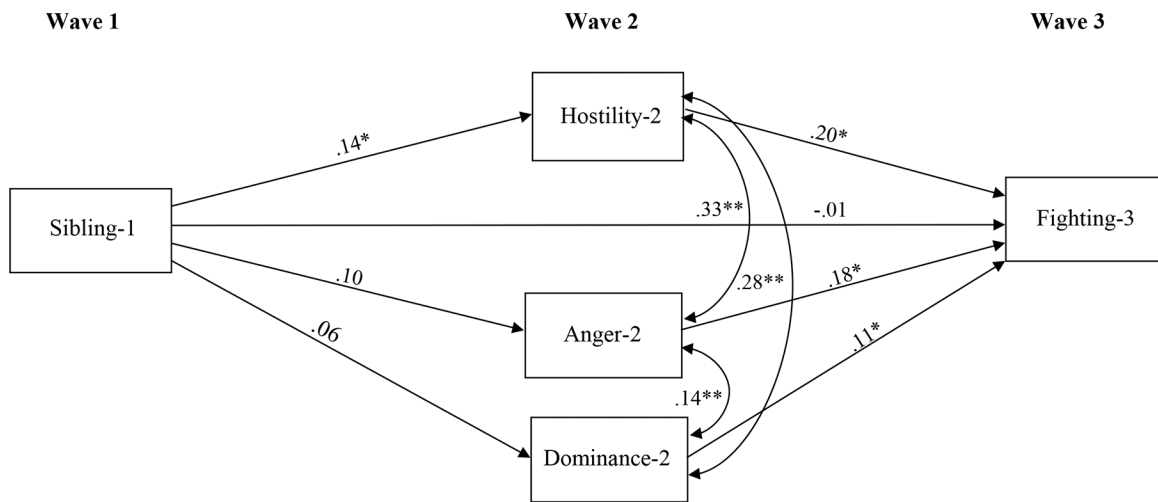 Wave 1
Wave 2
Wave 3
Hostility-2
.14*
.20*
Sibling-1
.33**
-.01
Fighting-3
.10
.28**
.18*
.06
Anger-2
.11*
.14**
Dominance-2